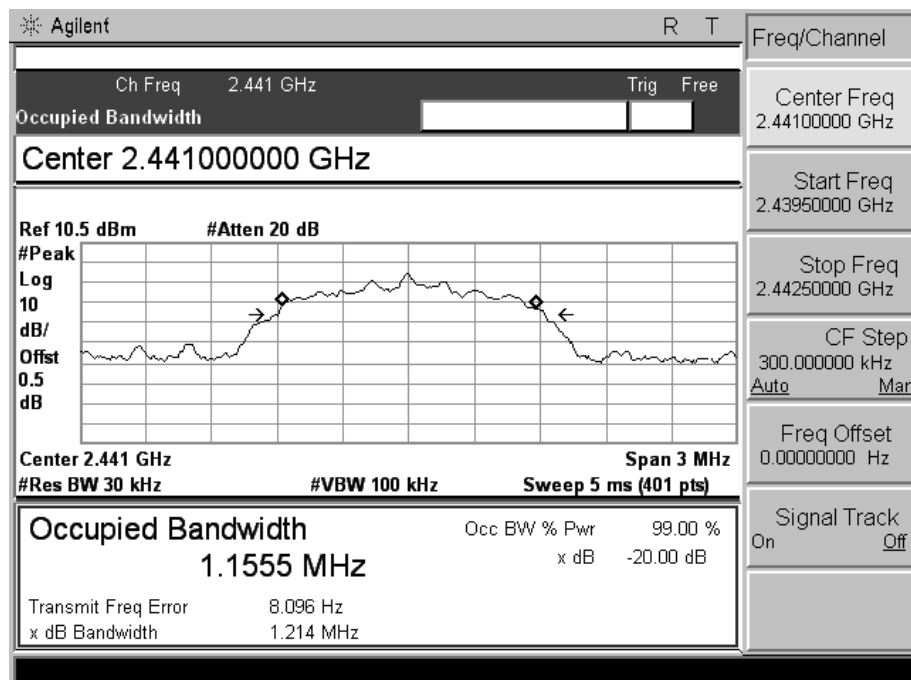 Agilent R T
Freq/Channel
Ch Freq 2.441 GHz Trig Free
Occupied Bandwidth
Center 2.441000000 GHz
Ref 10.5 dBm #Atten 20 dB
#Peak
Log
10
dB/
Offst
0.5
dB
Center 2.441 GHz Span 3 MHz
#Res BW 30 kHz #VBW 100 kHz Sweep 5 ms (401 pts)
Occupied Bandwidth
1.1555 MHz
Occ BW % Pwr 99.00 %
x dB -20.00 dB
Transmit Freq Error 8.096 Hz
x dB Bandwidth 1.214 MHz
Center Freq
2.44100000 GHz
Start Freq
2.43950000 GHz
Stop Freq
2.44250000 GHz
CF Step
300.000000 kHz
Auto Man
Freq Offset
0.00000000 Hz
Signal Track
On Off